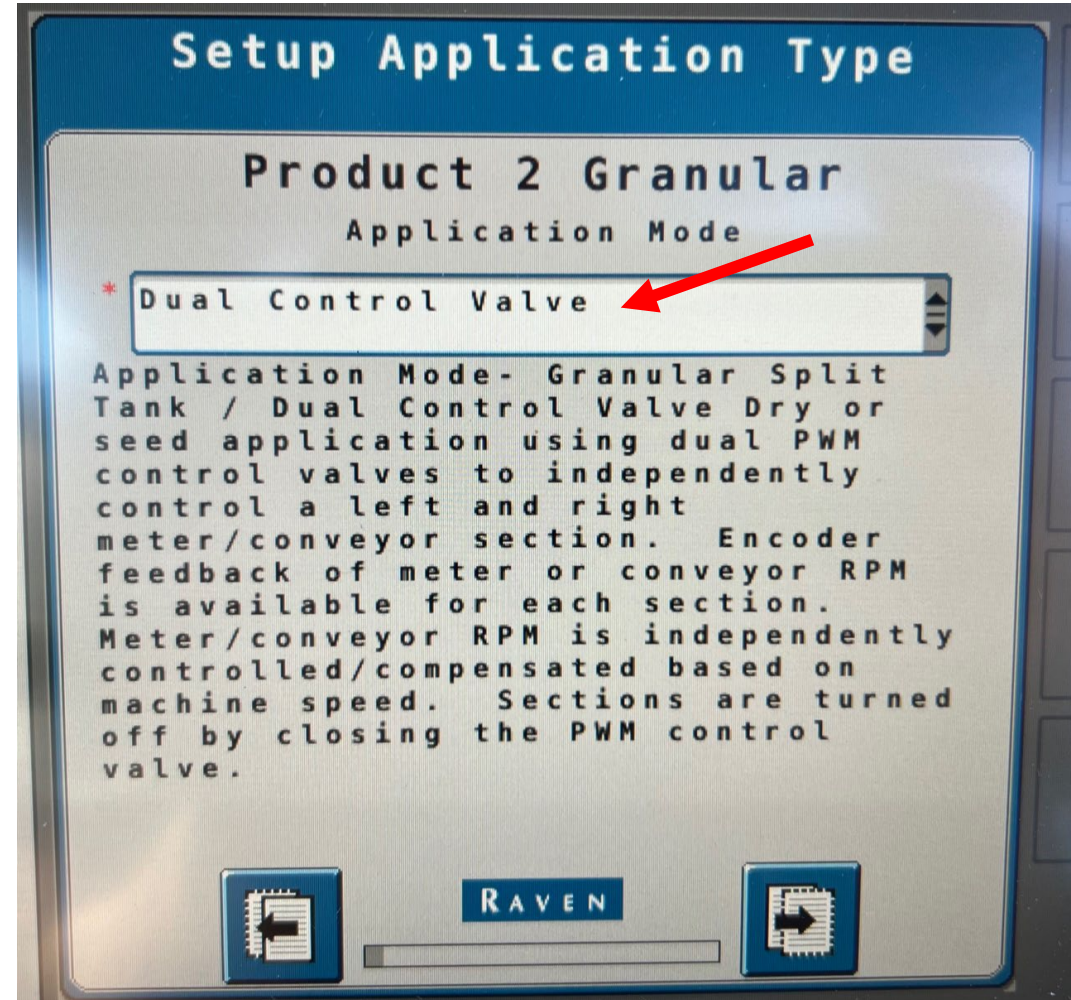 Setup Application Type
Product 2 Granular
Application Mode
* Dual Control Valve
Application Mode- Granular Split
Tank / Dual Control Valve Dry or
seed application using dual PWM
control valves to independently
control a left and right
meter/conveyor section. Encoder
feedback of meter or conveyor RPM
is available for each section.
Meter/conveyor RPM is independently
controlled/compensated based on
machine speed. Sections are turned
off by closing the PWM control
valve.
RAVEN